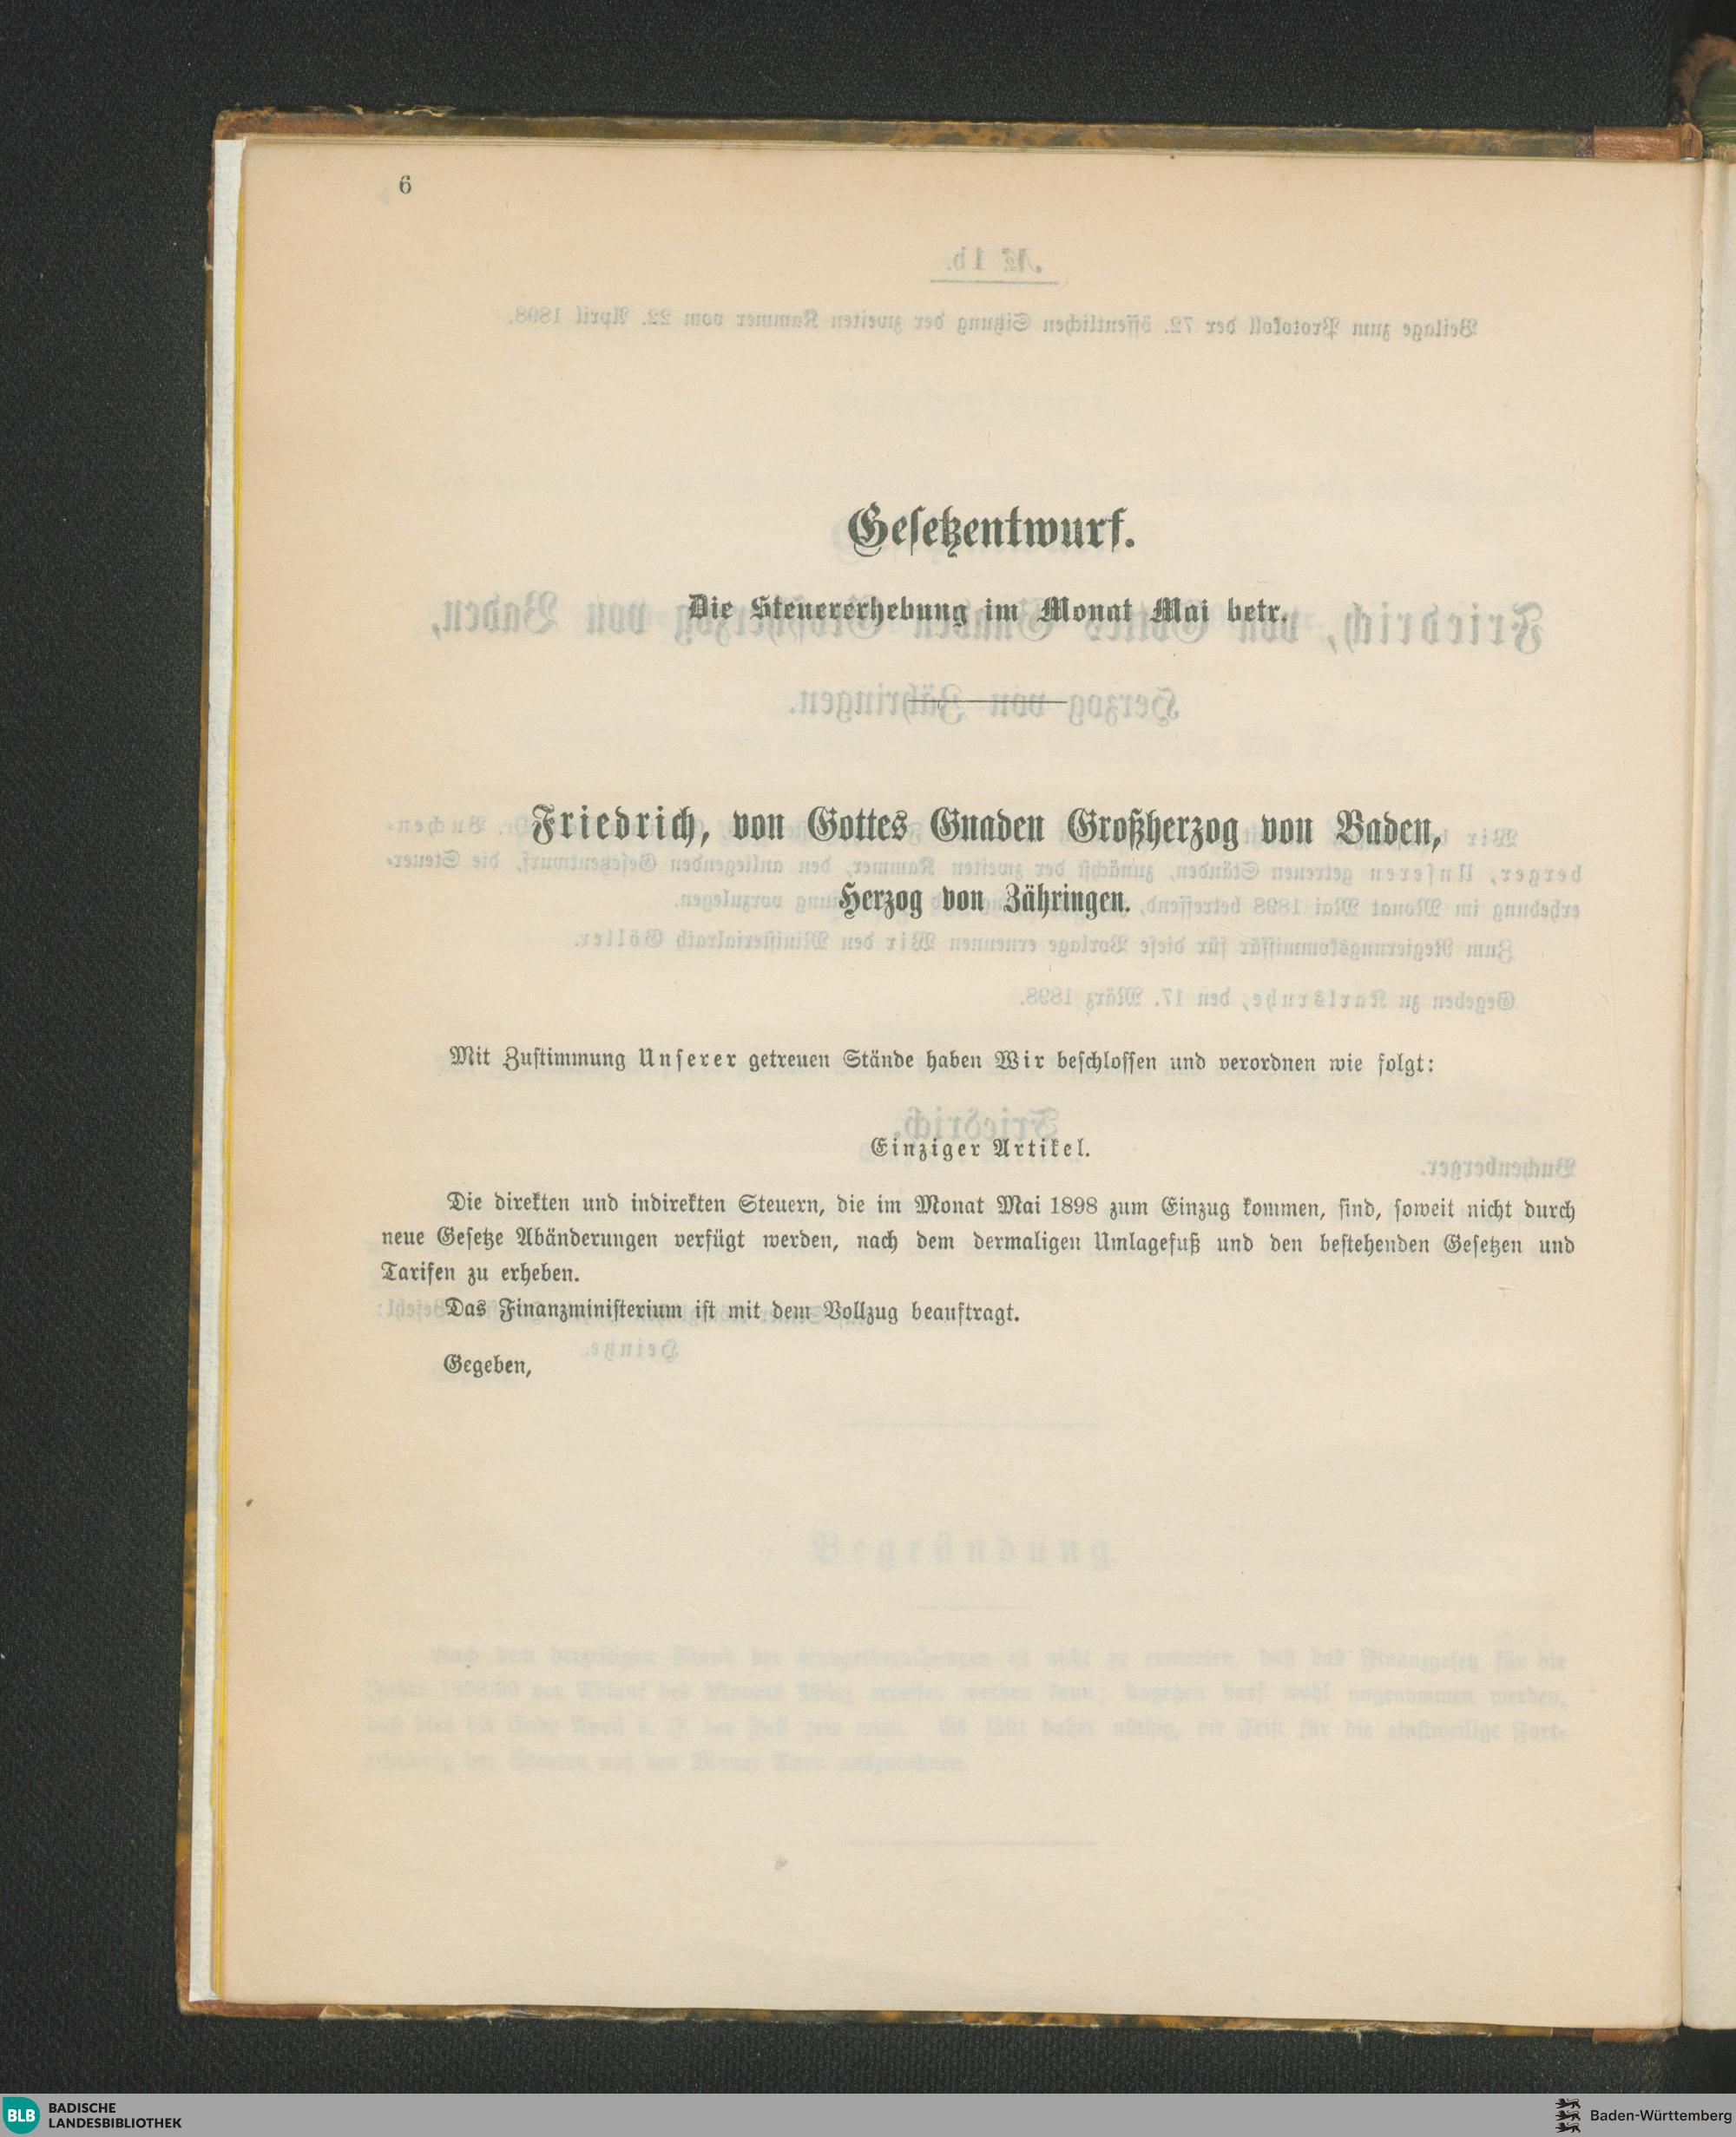 6
Gesetzentwurf.
Die Steuererhebung im Monat Mai betr.
Friedrich, von Gottes Gnaden Großherzog von Baden,
Herzog von Zähringen.
Mit Zustimmung Unserer getreuen Stände haben Wir beschlossen und verordnen wie folgt:
Einziger Artikel.
Die direkten und indirekten Steuern, die im Monat Mai 1898 zum Einzug kommen, sind, soweit nicht durch
neue Gesetze Abänderungen verfügt werden, nach dem dermaligen Umlagefuß und den bestehenden Gesetzen und
Tarifen zu erheben.
Das Finanzministerium ist mit dem Vollzug beauftragt.
Gegeben,
BLB BADISCHE
LANDESBIBLIOTHEK
Baden-Württemberg